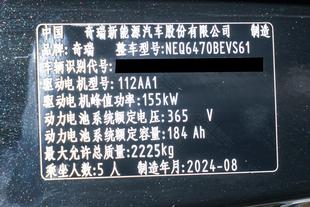 中国 奇瑞新能源汽车股份有限公司 制造
品牌:奇瑞 整车型号:NEQ6470BEVS61
车辆识别代号:
驱动电机型号:112AA1
驱动电机峰值功率:155kW
动力电池系统额定电压:365 V
动力电池系统额定容量:184 Ah
最大允许总质量:2225kg
乘坐人数:5人 制造年月:2024-08